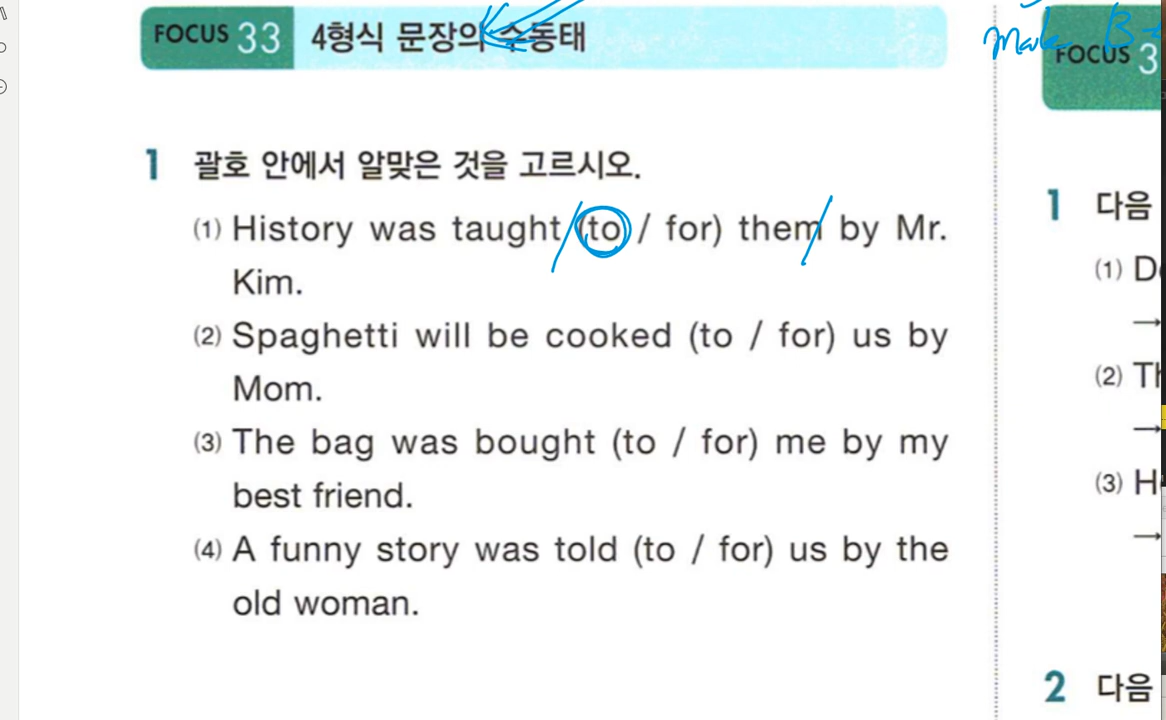 FOCUS 33 4형식 문장의 수동태
1 괄호 안에서 알맞은 것을 고르시오.
(1) History was taught (to / for) them by Mr.
Kim.
(2) Spaghetti will be cooked (to / for) us by
Mom.
(3) The bag was bought (to / for) me by my
best friend.
(4) A funny story was told (to / for) us by the
old woman.
FOCUS 3
1 다음
(1) D
→
(2) Th
→
(3) H
→
2 다음